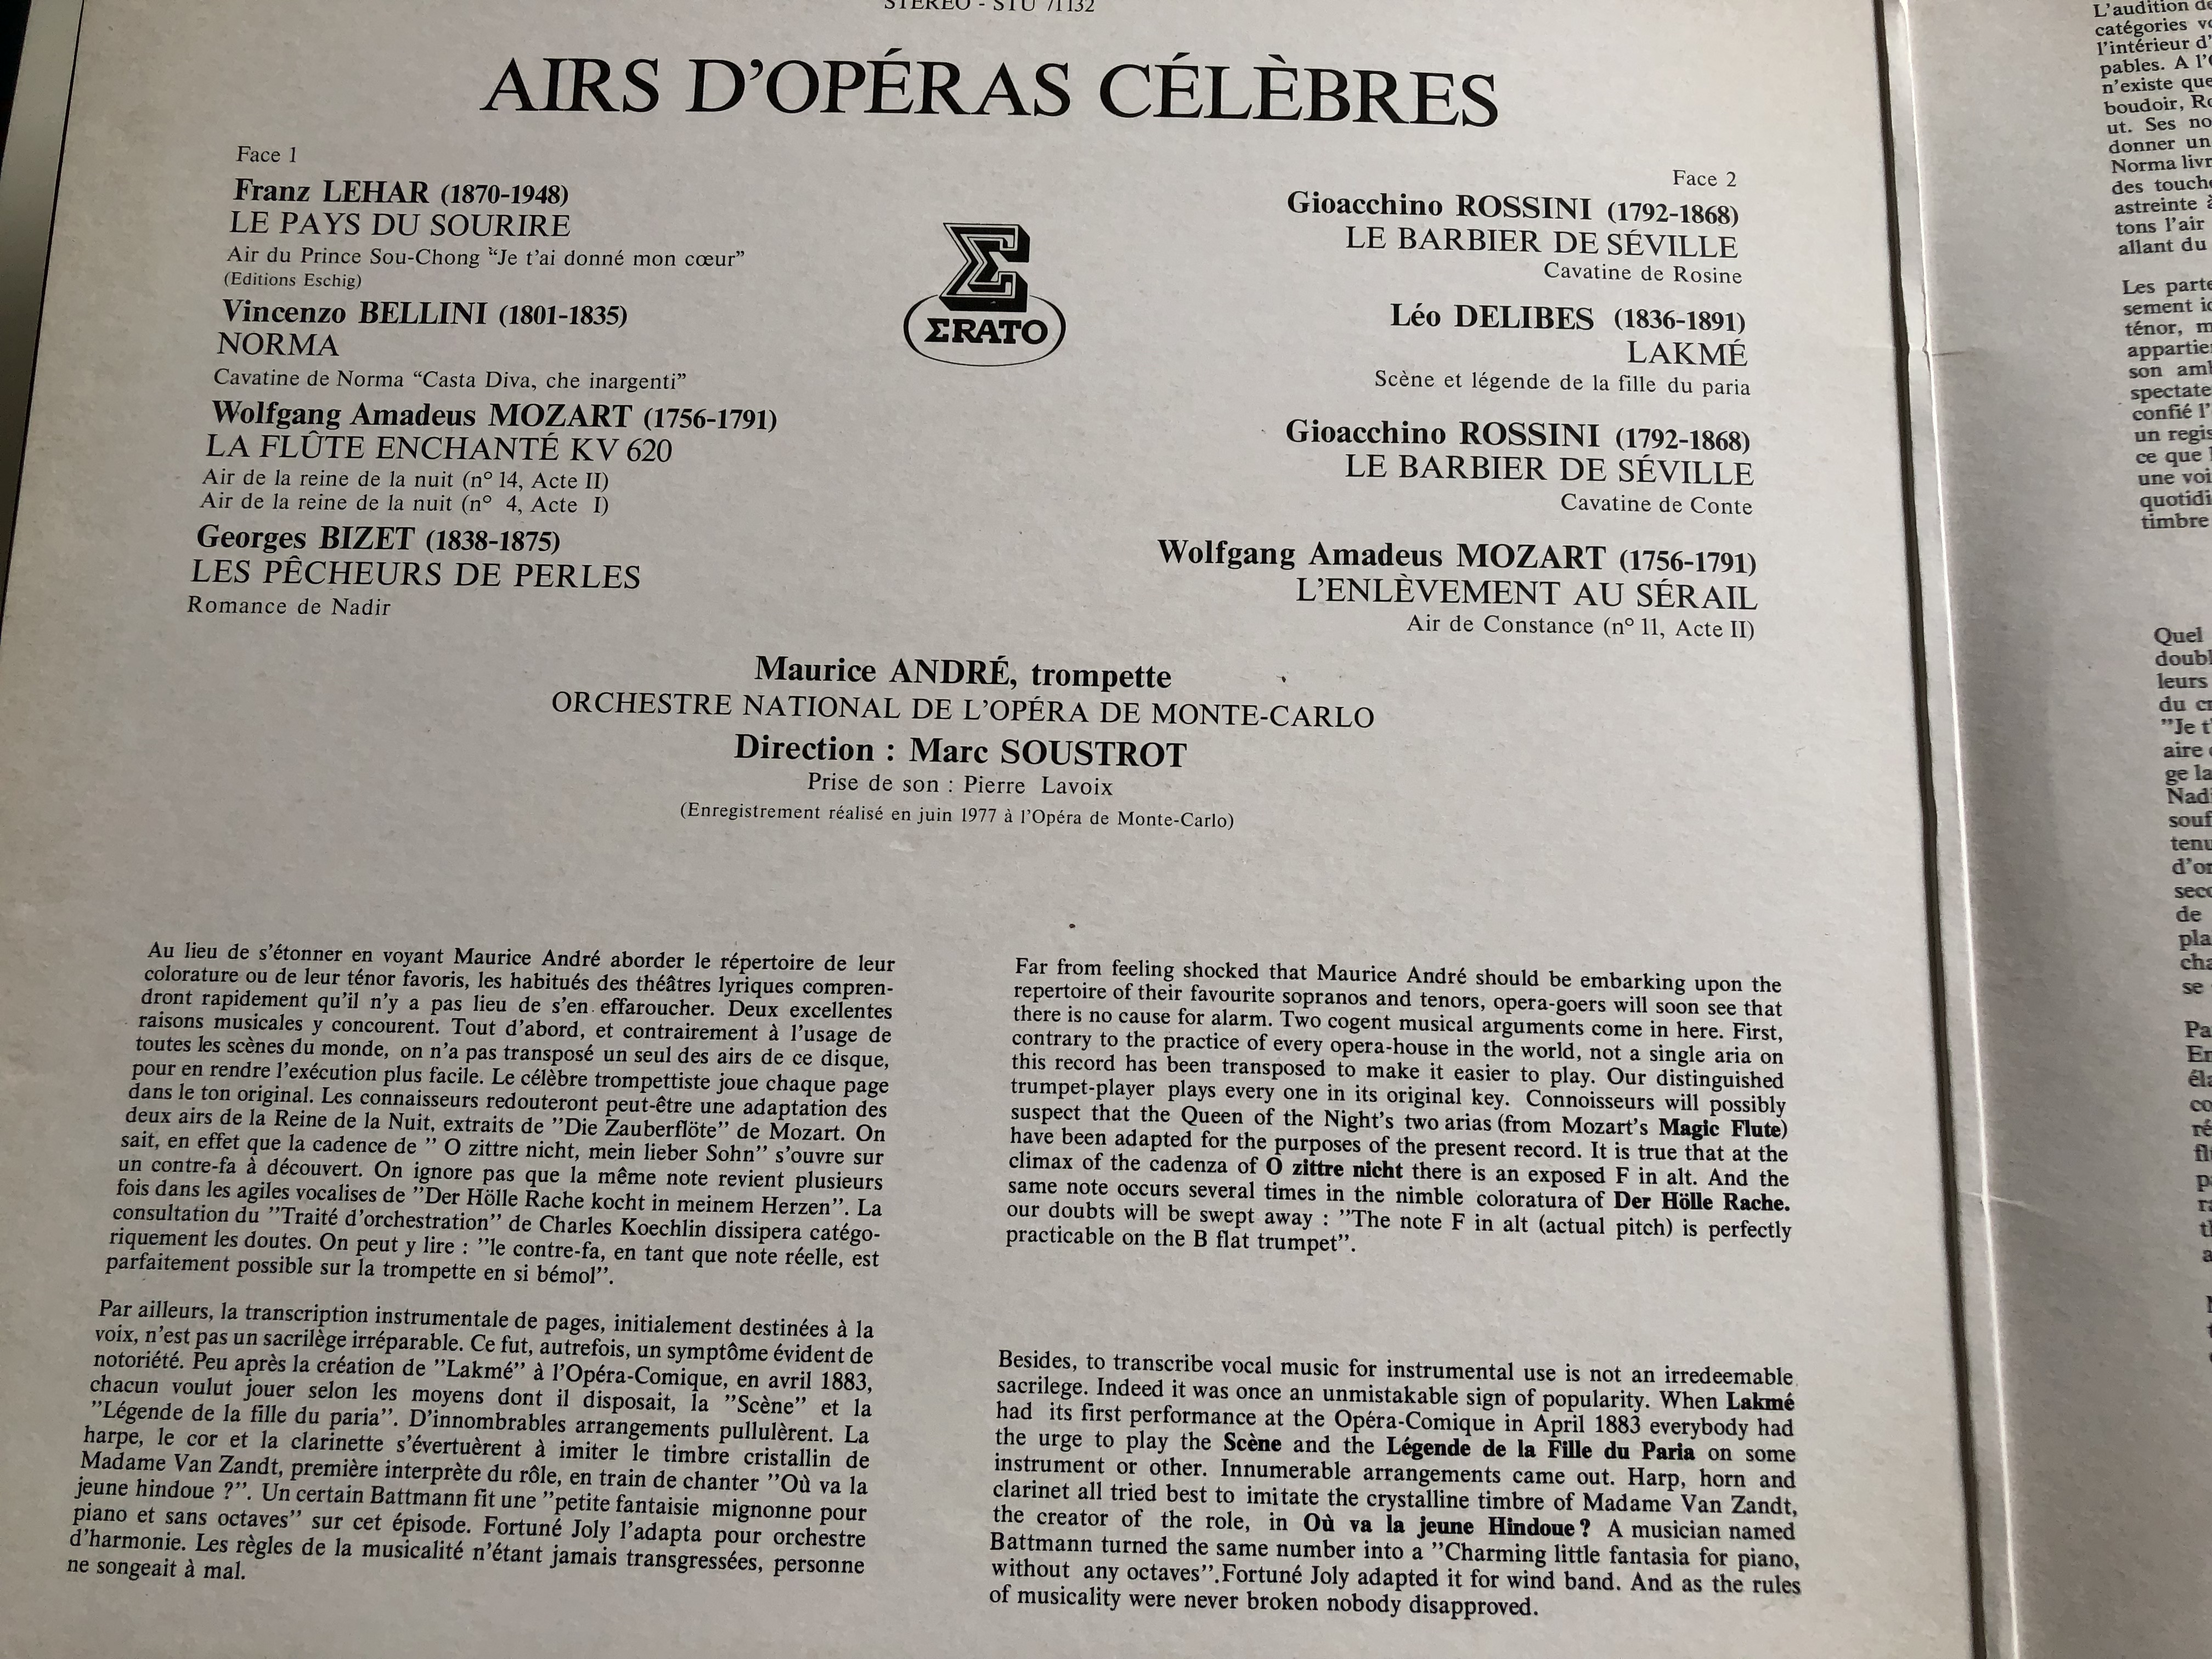 STEREO - STU 71132
AIRS D'OPÉRAS CÉLÈBRES
Face 1
Franz LEHAR (1870-1948)
LE PAYS DU SOURIRE
Air du Prince Sou-Chong “Je t'ai donné mon cœur”
(Editions Eschig)
Vincenzo BELLINI (1801-1835)
NORMA
Cavatine de Norma “Casta Diva, che inargenti”
Wolfgang Amadeus MOZART (1756-1791)
LA FLÛTE ENCHANTÉ KV 620
Air de la reine de la nuit (n° 14, Acte II)
Air de la reine de la nuit (n° 4, Acte I)
Georges BIZET (1838-1875)
LES PÊCHEURS DE PERLES
Romance de Nadir
ΣRATO
Face 2
Gioacchino ROSSINI (1792-1868)
LE BARBIER DE SÉVILLE
Cavatine de Rosine
Léo DELIBES (1836-1891)
LAKMÉ
Scène et légende de la fille du paria
Gioacchino ROSSINI (1792-1868)
LE BARBIER DE SÉVILLE
Cavatine de Conte
Wolfgang Amadeus MOZART (1756-1791)
L'ENLÈVEMENT AU SÉRAIL
Air de Constance (n° 11, Acte II)
Maurice ANDRÉ, trompette
ORCHESTRE NATIONAL DE L'OPÉRA DE MONTE-CARLO
Direction : Marc SOUSTROT
Prise de son : Pierre Lavoix
(Enregistrement réalisé en juin 1977 à l'Opéra de Monte-Carlo)
Au lieu de s'étonner en voyant Maurice André aborder le répertoire de leur
colorature ou de leur ténor favoris, les habitués des théâtres lyriques compren-
dront rapidement qu'il n'y a pas lieu de s'en effaroucher. Deux excellentes
raisons musicales y concourent. Tout d'abord, et contrairement à l'usage de
toutes les scènes du monde, on n'a pas transposé un seul des airs de ce disque,
pour en rendre l'exécution plus facile. Le célèbre trompettiste joue chaque page
dans le ton original. Les connaisseurs redouteront peut-être une adaptation des
deux airs de la Reine de la Nuit, extraits de ”Die Zauberflöte” de Mozart. On
sait, en effet que la cadence de ” O zittre nicht, mein lieber Sohn” s'ouvre sur
un contre-fa à découvert. On ignore pas que la même note revient plusieurs
fois dans les agiles vocalises de ”Der Hölle Rache kocht in meinem Herzen”. La
consultation du ”Traité d'orchestration” de Charles Koechlin dissipera catégo-
riquement les doutes. On peut y lire : ”le contre-fa, en tant que note réelle, est
parfaitement possible sur la trompette en si bémol”.
Par ailleurs, la transcription instrumentale de pages, initialement destinées à la
voix, n'est pas un sacrilège irréparable. Ce fut, autrefois, un symptôme évident de
notoriété. Peu après la création de ”Lakmé” à l'Opéra-Comique, en avril 1883,
chacun voulut jouer selon les moyens dont il disposait, la ”Scène” et la
”Légende de la fille du paria”. D'innombrables arrangements pullulèrent. La
harpe, le cor et la clarinette s'évertuèrent à imiter le timbre cristallin de
Madame Van Zandt, première interprète du rôle, en train de chanter ”Où va la
jeune hindoue ?”. Un certain Battmann fit une ”petite fantaisie mignonne pour
piano et sans octaves” sur cet épisode. Fortuné Joly l'adapta pour orchestre
d'harmonie. Les règles de la musicalité n'étant jamais transgressées, personne
ne songeait à mal.
Far from feeling shocked that Maurice André should be embarking upon the
repertoire of their favourite sopranos and tenors, opera-goers will soon see that
there is no cause for alarm. Two cogent musical arguments come in here. First,
contrary to the practice of every opera-house in the world, not a single aria on
this record has been transposed to make it easier to play. Our distinguished
trumpet-player plays every one in its original key. Connoisseurs will possibly
suspect that the Queen of the Night's two arias (from Mozart's Magic Flute)
have been adapted for the purposes of the present record. It is true that at the
climax of the cadenza of O zittre nicht there is an exposed F in alt. And the
same note occurs several times in the nimble coloratura of Der Hölle Rache.
our doubts will be swept away : ”The note F in alt (actual pitch) is perfectly
practicable on the B flat trumpet”.
Besides, to transcribe vocal music for instrumental use is not an irredeemable
sacrilege. Indeed it was once an unmistakable sign of popularity. When Lakmé
had its first performance at the Opéra-Comique in April 1883 everybody had
the urge to play the Scène and the Légende de la Fille du Paria on some
instrument or other. Innumerable arrangements came out. Harp, horn and
clarinet all tried best to imitate the crystalline timbre of Madame Van Zandt,
the creator of the role, in Où va la jeune Hindoue ? A musician named
Battmann turned the same number into a ”Charming little fantasia for piano,
without any octaves”.Fortuné Joly adapted it for wind band. And as the rules
of musicality were never broken nobody disapproved.
L'audition de
catégories
l'intérieur d'
pables. A
n'existe que
boudoir,
ut. Ses
donner un
Norma
des
astreinte à
tons l'air
allant du
Les
sement
ténor,
son
confié
un
ce que
une
timbre
Quel
leurs
du
”Je
aire
ge
de
se